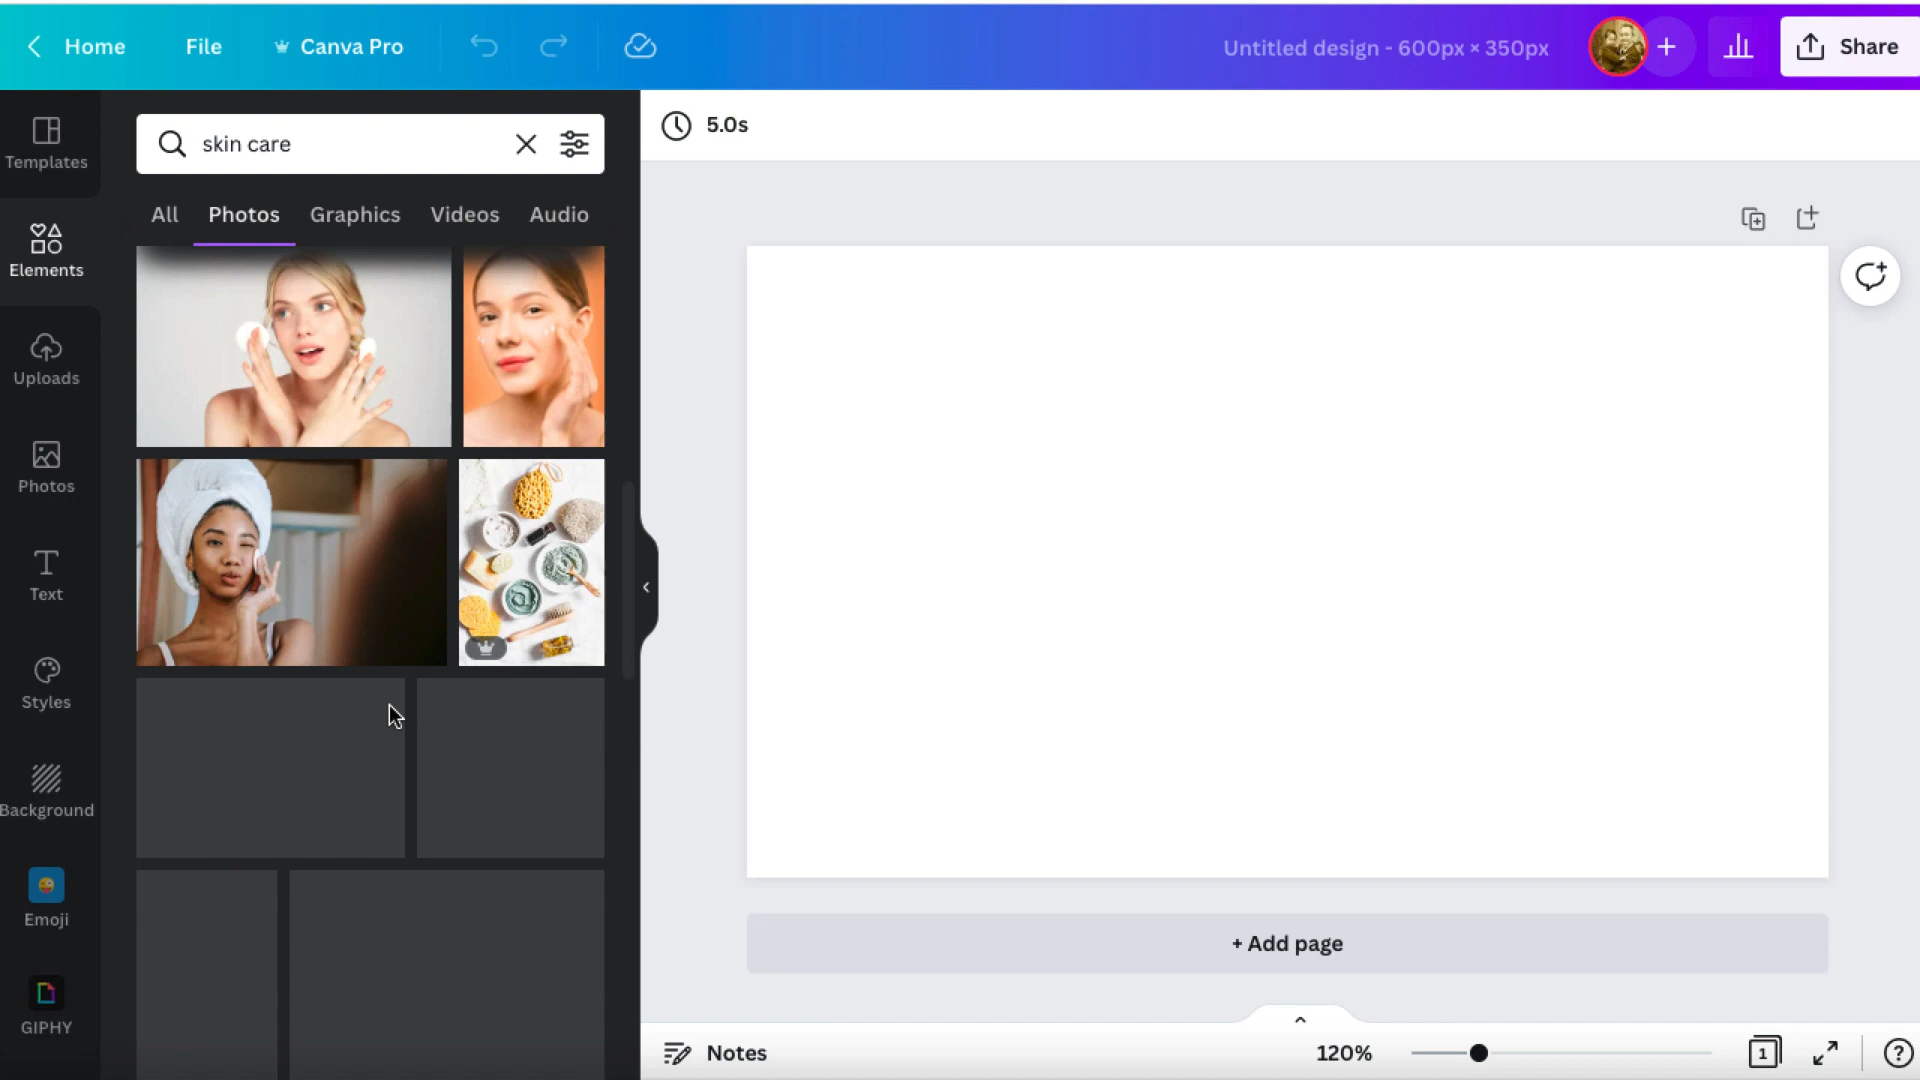 Home File Canva Pro Untitled design - 600px × 350px + Share
skin care
5.0s
All Photos Graphics Videos Audio
Templates
Elements
Uploads
Photos
Text
Styles
Background
Emoji
GIPHY
+ Add page
Notes 120% 1 ?